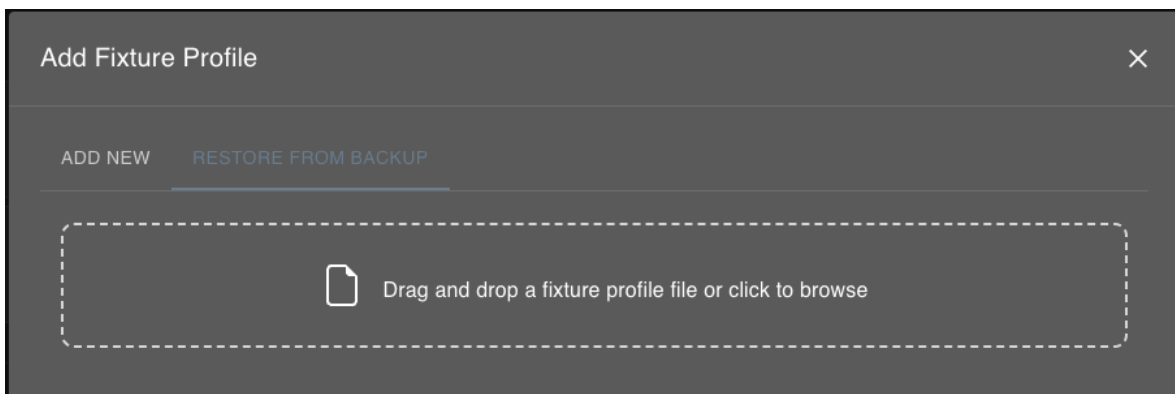 Add Fixture Profile
ADD NEW RESTORE FROM BACKUP
Drag and drop a fixture profile file or click to browse